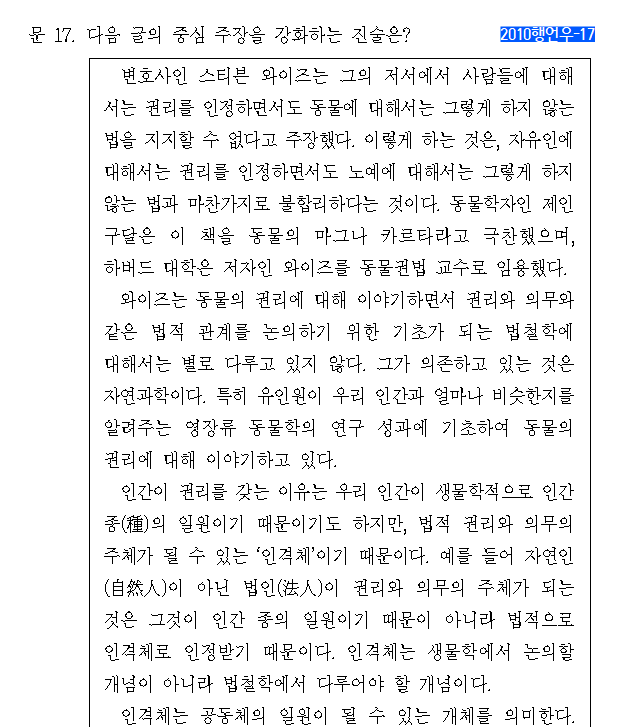 문 17. 다음 글의 중심 주장을 강화하는 진술은? 2010행언우-17
변호사인 스티븐 와이즈는 그의 저서에서 사람들에 대해
서는 권리를 인정하면서도 동물에 대해서는 그렇게 하지 않는
법을 지지할 수 없다고 주장했다. 이렇게 하는 것은, 자유인에
대해서는 권리를 인정하면서도 노예에 대해서는 그렇게 하지
않는 법과 마찬가지로 불합리하다는 것이다. 동물학자인 제인
구달은 이 책을 동물의 마그나 카르타라고 극찬했으며,
하버드 대학은 저자인 와이즈를 동물권법 교수로 임용했다.
와이즈는 동물의 권리에 대해 이야기하면서 권리와 의무와
같은 법적 관계를 논의하기 위한 기초가 되는 법철학에
대해서는 별로 다루고 있지 않다. 그가 의존하고 있는 것은
자연과학이다. 특히 유인원이 우리 인간과 얼마나 비슷한지를
알려주는 영장류 동물학의 연구 성과에 기초하여 동물의
권리에 대해 이야기하고 있다.
인간이 권리를 갖는 이유는 우리 인간이 생물학적으로 인간
종(種)의 일원이기 때문이기도 하지만, 법적 권리와 의무의
주체가 될 수 있는 ‘인격체’이기 때문이다. 예를 들어 자연인
(自然人)이 아닌 법인(法人)이 권리와 의무의 주체가 되는
것은 그것이 인간 종의 일원이기 때문이 아니라 법적으로
인격체로 인정받기 때문이다. 인격체는 생물학에서 논의할
개념이 아니라 법철학에서 다루어야 할 개념이다.
인격체는 공동체의 일원이 될 수 있는 개체를 의미한다.